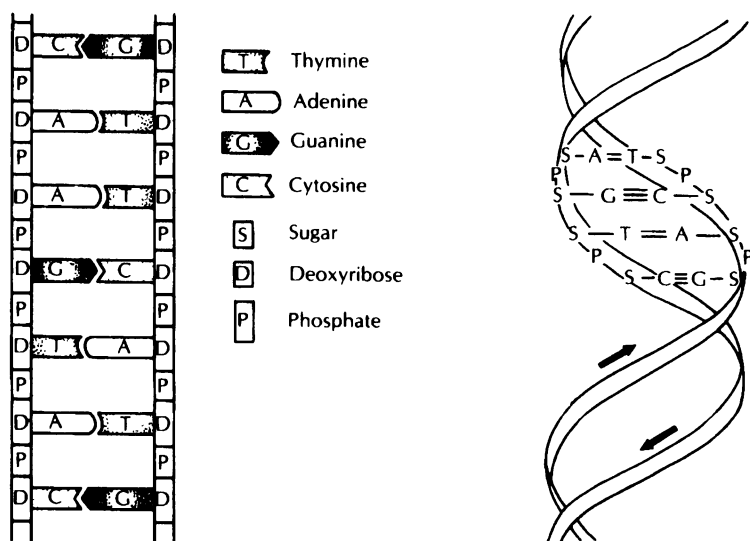 D C G D
P P
D A T D
P P
D A T D
P P
D G C D
P P
D T A D
P P
D A T D
P P
D C G D
T Thymine
A Adenine
G Guanine
C Cytosine
S Sugar
D Deoxyribose
P Phosphate
S-A=T-S
P P
S-G≡C-S
S-T=A-S
P P
S-C≡G-S